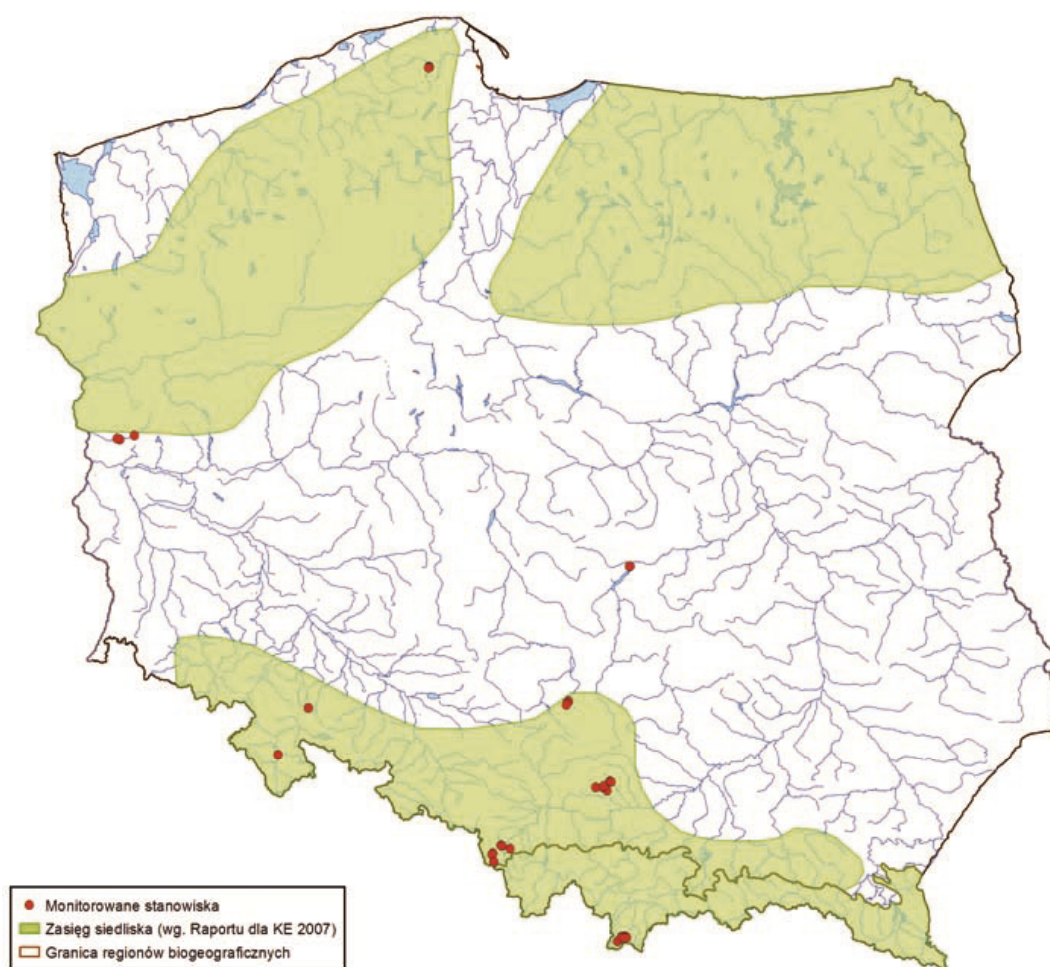 Monitorowane stanowiska
Zasięg siedliska (wg. Raportu dla KE 2007)
Granica regionów biogeograficznych